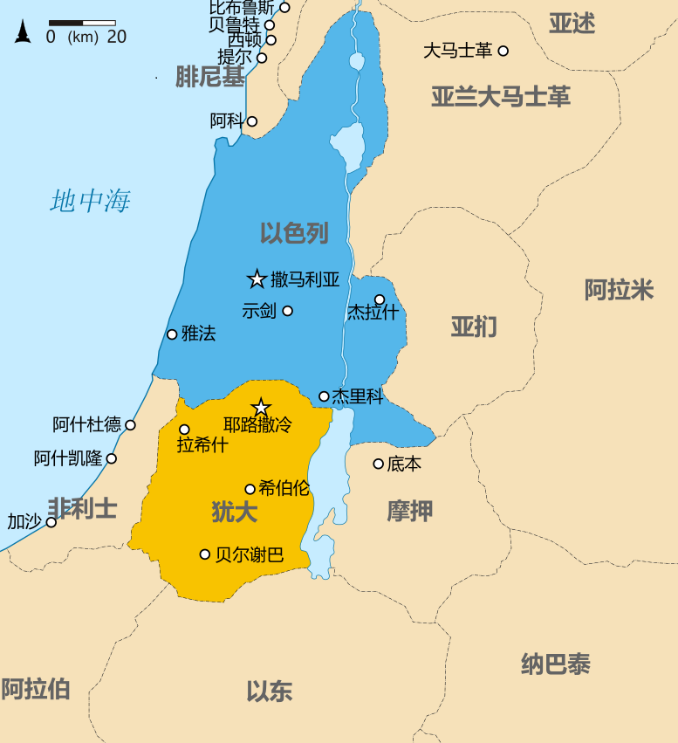 比布鲁斯
贝鲁特
0 (km) 20
西顿
提尔
亚述
大马士革
腓尼基
亚兰大马士革
阿科
地中海
以色列
撒马利亚
阿拉米
杰拉什
示剑
亚扪
雅法
杰里科
耶路撒冷
阿什杜德
拉希什
阿什凯隆
底本
希伯伦
非利士
犹大
摩押
加沙
贝尔谢巴
纳巴泰
阿拉伯
以东